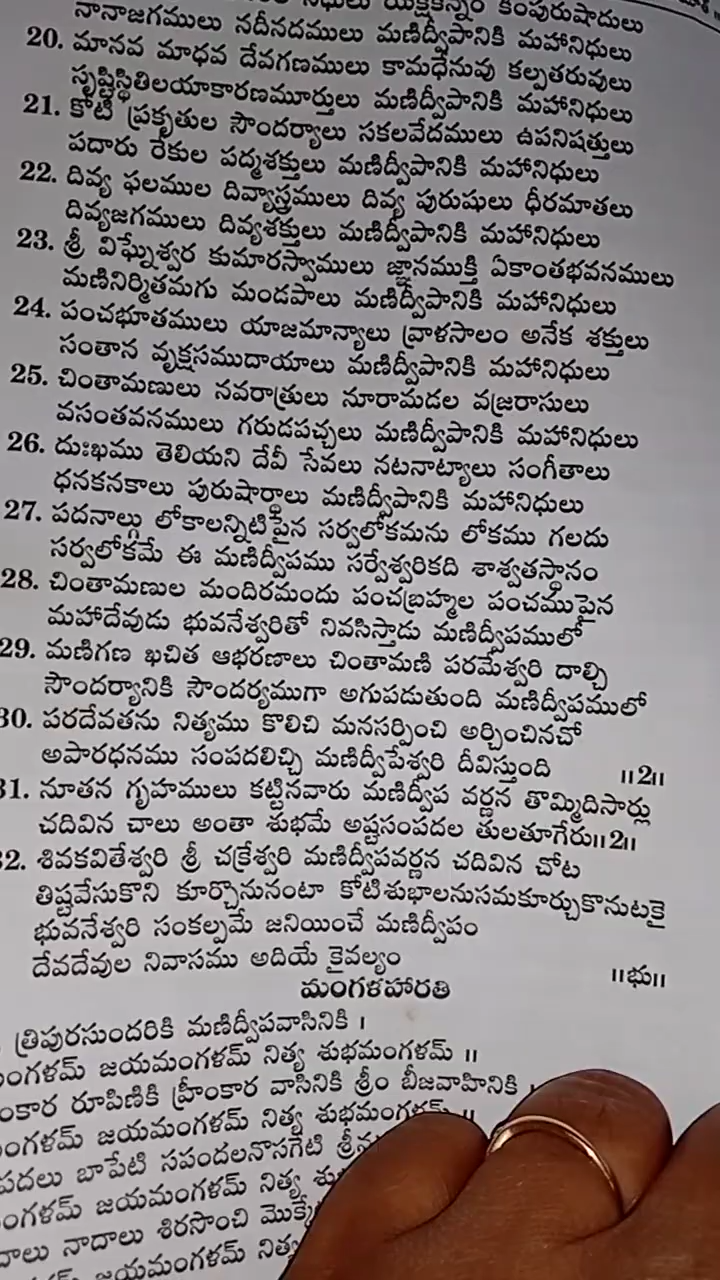 కింపురుషాదులు
నానాజగములు నదీనదములు మణిద్వీపానికి మహానిధులు
20. మానవ మాధవ దేవగణములు కామధేనువు కల్పతరువులు
సృష్టిస్థితిలయాకారణమూర్తులు మణిద్వీపానికి మహానిధులు
21. కోటి ప్రకృతుల సౌందర్యాలు సకలవేదములు ఉపనిషత్తులు
పదారు రేకుల పద్మశక్తులు మణిద్వీపానికి మహానిధులు
22. దివ్య ఫలముల దివ్యాస్త్రములు దివ్య పురుషులు ధీరమాతలు
దివ్యజగములు దివ్యశక్తులు మణిద్వీపానికి మహానిధులు
23. శ్రీ విఘ్నేశ్వర కుమారస్వాములు జ్ఞానముక్తి ఏకాంతభవనములు
మణినిర్మితమగు మండపాలు మణిద్వీపానికి మహానిధులు
24. పంచభూతములు యాజమాన్యాలు వ్రాళసాలం అనేక శక్తులు
సంతాన వృక్షసముదాయాలు మణిద్వీపానికి మహానిధులు
25. చింతామణులు నవరాత్రులు నూరామడల వజ్రరాసులు
వసంతవనములు గరుడపచ్చలు మణిద్వీపానికి మహానిధులు
26. దుఃఖము తెలియని దేవీ సేవలు నటనాట్యాలు సంగీతాలు
ధనకనకాలు పురుషార్థాలు మణిద్వీపానికి మహానిధులు
27. పదనాల్గు లోకాలన్నిటిపైన సర్వలోకమను లోకము గలదు
సర్వలోకమే ఈ మణిద్వీపము సర్వేశ్వరికది శాశ్వతస్థానం
28. చింతామణుల మందిరమందు పంచబ్రహ్మల పంచముపైన
మహాదేవుడు భువనేశ్వరితో నివసిస్తాడు మణిద్వీపములో
29. మణిగణ ఖచిత ఆభరణాలు చింతామణి పరమేశ్వరి దాల్చి
సౌందర్యానికి సౌందర్యముగా అగుపడుతుంది మణిద్వీపములో
30. పరదేవతను నిత్యము కొలిచి మనసర్పించి అర్చించినచో
అపారధనము సంపదలిచ్చి మణిద్వీపేశ్వరి దీవిస్తుంది ॥2॥
31. నూతన గృహములు కట్టినవారు మణిద్వీప వర్ణన తొమ్మిదిసార్లు
చదివిన చాలు అంతా శుభమే అష్టసంపదల తులతూగేరు॥2॥
32. శివకవితేశ్వరి శ్రీ చక్రేశ్వరి మణిద్వీపవర్ణన చదివిన చోట
తిష్టవేసుకొని కూర్చొనునంటా కోటిశుభాలనుసమకూర్చుకొనుటకై
భువనేశ్వరి సంకల్పమే జనియించే మణిద్వీపం
దేవదేవుల నివాసము అదియే కైవల్యం ॥భు॥
మంగళహారతి
త్రిపురసుందరికి మణిద్వీపవాసినికి ।
జయమంగళమ్ నిత్య శుభమంగళమ్ ॥
రూపిణికి హ్రీంకార వాసినికి శ్రీం బీజవాహినికి ।
జయమంగళమ్ నిత్య శుభమంగళమ్ ॥
బాపేటి సపందలనొసగేటి
జయమంగళమ్ నిత్య
నాదాలు శిరసొంచి
జయమంగళమ్